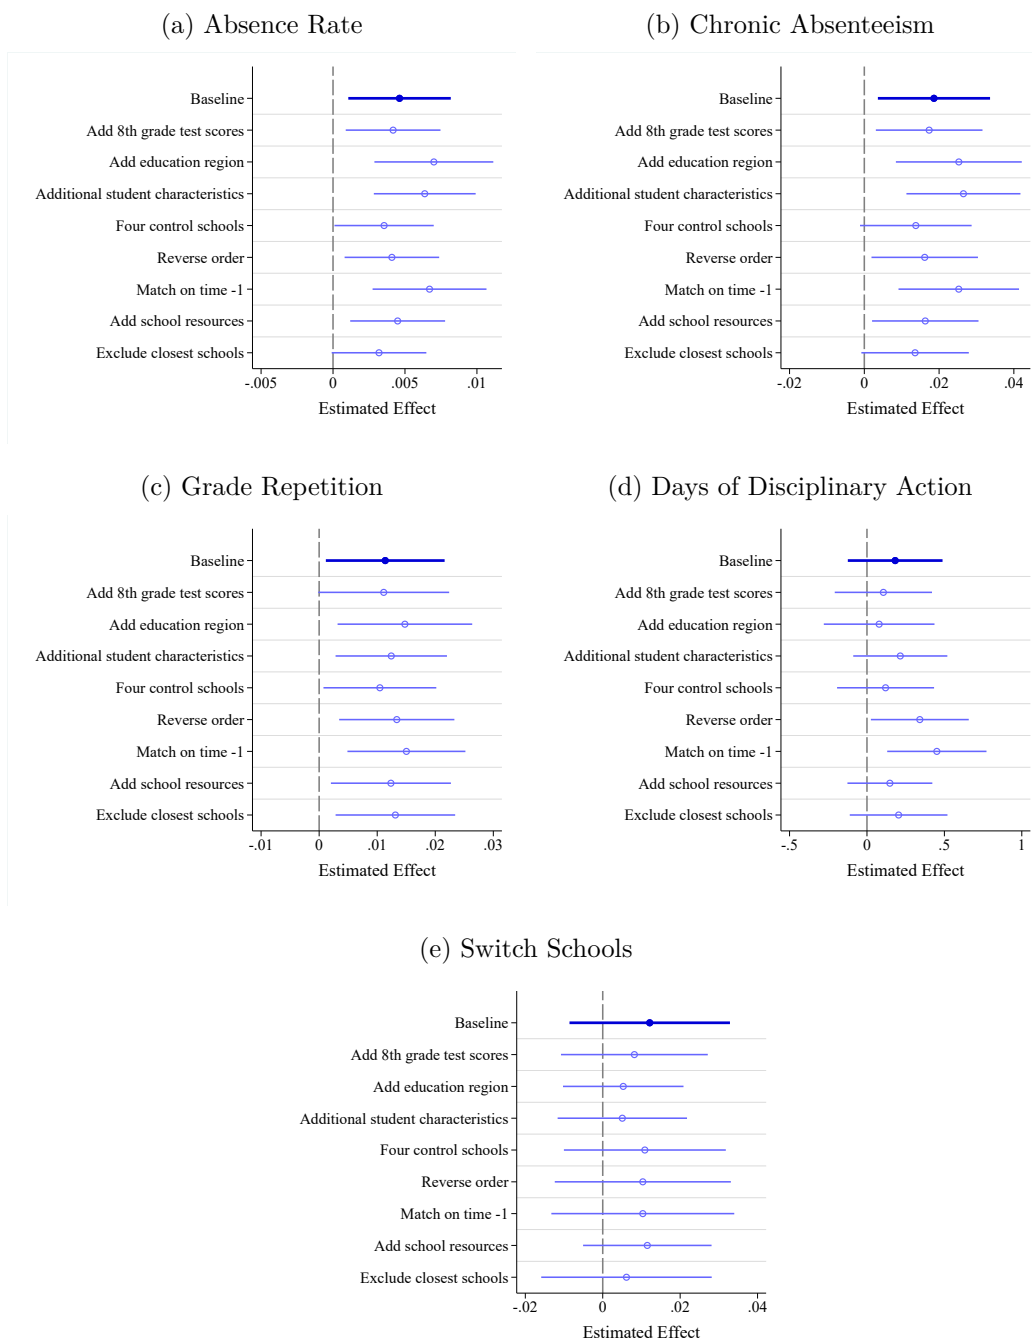 (a) Absence Rate
Baseline
Add 8th grade test scores
Add education region
Additional student characteristics
Four control schools
Reverse order
Match on time -1
Add school resources
Exclude closest schools
-.005 0 .005 .01
Estimated Effect
(b) Chronic Absenteeism
Baseline
Add 8th grade test scores
Add education region
Additional student characteristics
Four control schools
Reverse order
Match on time -1
Add school resources
Exclude closest schools
-.02 0 .02 .04
Estimated Effect
(c) Grade Repetition
Baseline
Add 8th grade test scores
Add education region
Additional student characteristics
Four control schools
Reverse order
Match on time -1
Add school resources
Exclude closest schools
-.01 0 .01 .02 .03
Estimated Effect
(d) Days of Disciplinary Action
Baseline
Add 8th grade test scores
Add education region
Additional student characteristics
Four control schools
Reverse order
Match on time -1
Add school resources
Exclude closest schools
-.5 0 .5 1
Estimated Effect
(e) Switch Schools
Baseline
Add 8th grade test scores
Add education region
Additional student characteristics
Four control schools
Reverse order
Match on time -1
Add school resources
Exclude closest schools
-.02 0 .02 .04
Estimated Effect